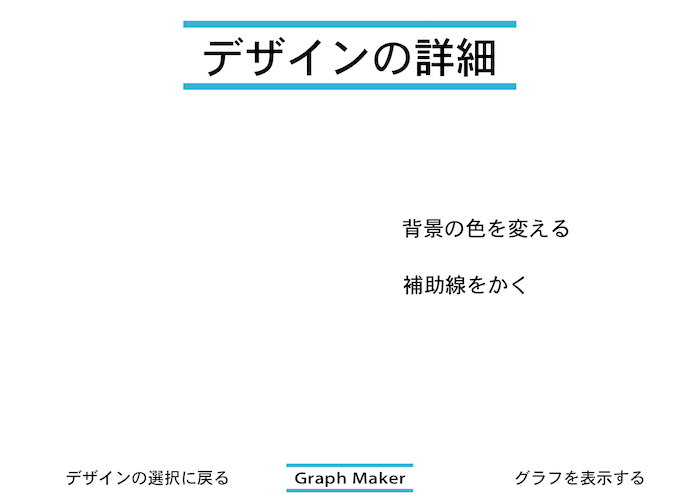 デザインの詳細
背景の色を変える
補助線をかく
デザインの選択に戻る
Graph Maker
グラフを表示する